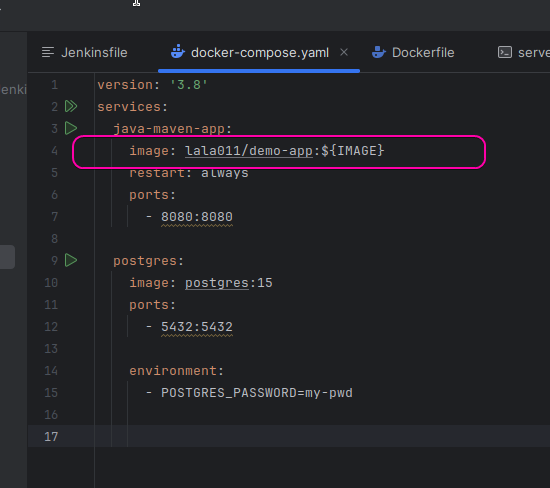 enki
Jenkinsfile
docker-compose.yaml
Dockerfile
serve
1 version: '3.8'
2 services:
3 java-maven-app:
4 image: lala011/demo-app:${IMAGE}
5 restart: always
6 ports:
7 - 8080:8080
8
9 postgres:
10 image: postgres:15
11 ports:
12 - 5432:5432
13
14 environment:
15 - POSTGRES_PASSWORD=my-pwd
16
17